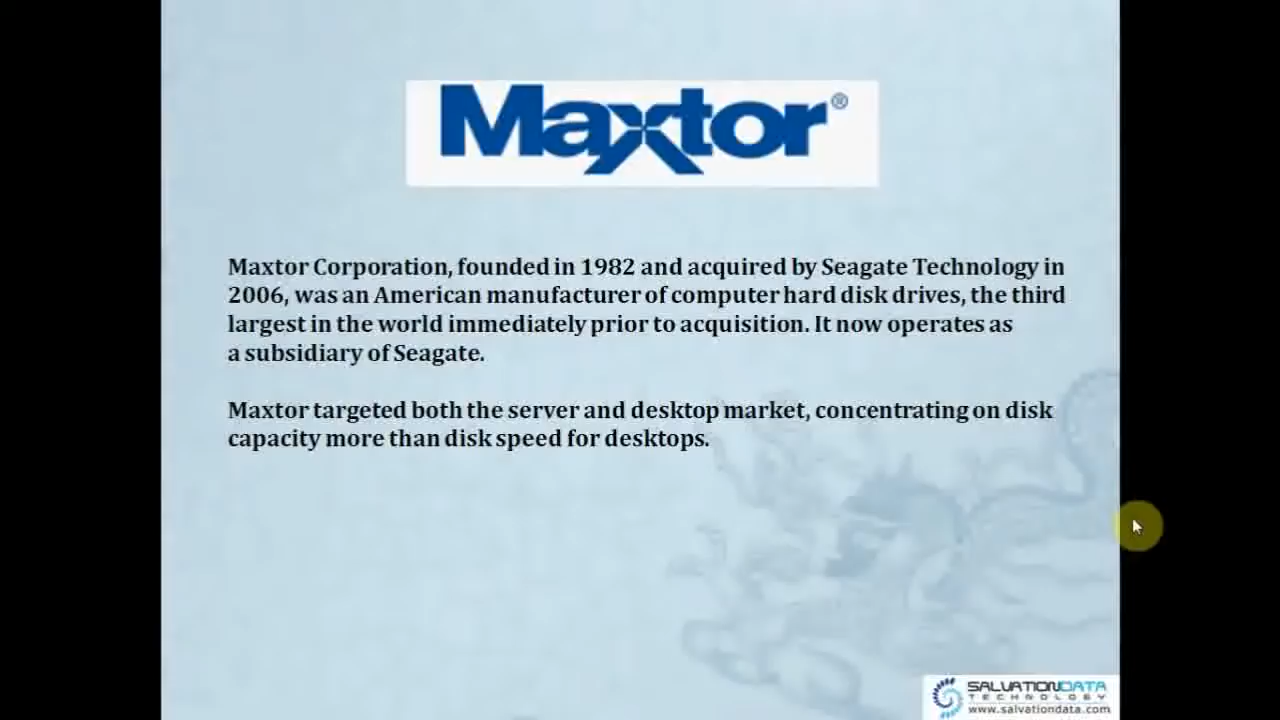 Maxtor®
Maxtor Corporation, founded in 1982 and acquired by Seagate Technology in
2006, was an American manufacturer of computer hard disk drives, the third
largest in the world immediately prior to acquisition. It now operates as
a subsidiary of Seagate.
Maxtor targeted both the server and desktop market, concentrating on disk
capacity more than disk speed for desktops.
SALVATIONDATA
TECHNOLOGY
www.salvationdata.com